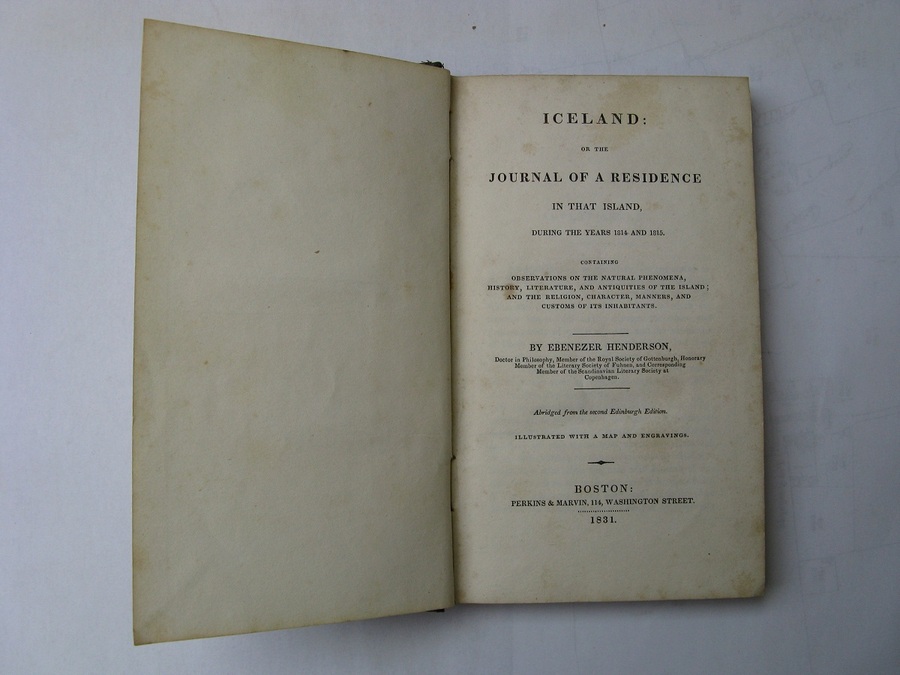 ICELAND:
OR THE
JOURNAL OF A RESIDENCE
IN THAT ISLAND,
DURING THE YEARS 1814 AND 1815.
CONTAINING
OBSERVATIONS ON THE NATURAL PHENOMENA,
HISTORY, LITERATURE, AND ANTIQUITIES OF THE ISLAND;
AND THE RELIGION, CHARACTER, MANNERS, AND
CUSTOMS OF ITS INHABITANTS.
BY EBENEZER HENDERSON,
Doctor in Philosophy, Member of the Royal Society of Gottenburgh, Honorary
Member of the Literary Society of Fuhnen, and Corresponding
Member of the Scandinavian Literary Society at
Copenhagen.
Abridged from the second Edinburgh Edition.
ILLUSTRATED WITH A MAP AND ENGRAVINGS.
BOSTON:
PERKINS & MARVIN, 114, WASHINGTON STREET.
1831.